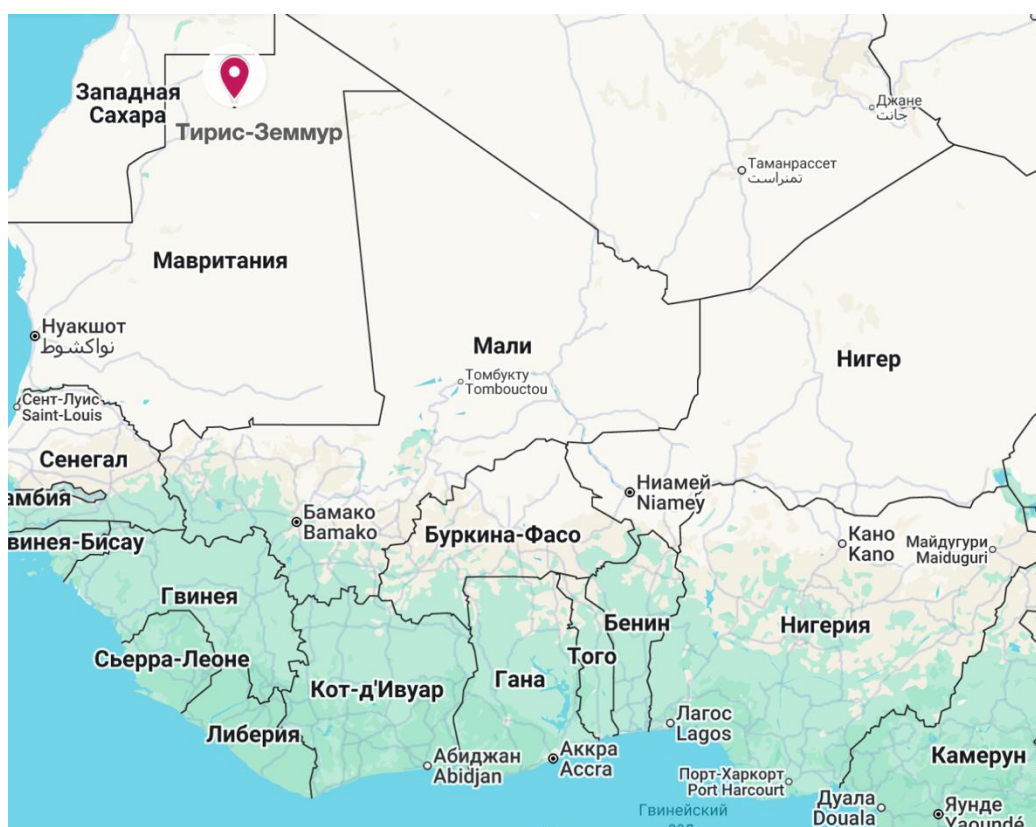 Джане
جانت
Западная
Сахара
Тирис-Земмур
Таманрассет
تمنراست
Мавритания
Нуакшот
نواكشوط
Мали
Нигер
Томбукту
Tombouctou
Сент-Луис
Saint-Louis
Сенегал
амбия
Ниамей
Niamey
Бамако
Bamako
Буркина-Фасо
Кано
Kano
Майдугури
Maiduguri
винея-Бисау
Гвинея
Бенин
Нигерия
Сьерра-Леоне
Того
Гана
Кот-д'Ивуар
Либерия
Лагос
Lagos
Абиджан
Abidjan
Аккра
Accra
Камерун
Порт-Харкорт
Port Harcourt
Гвинейский
Дуала
Douala
Яунде
Yaoundé